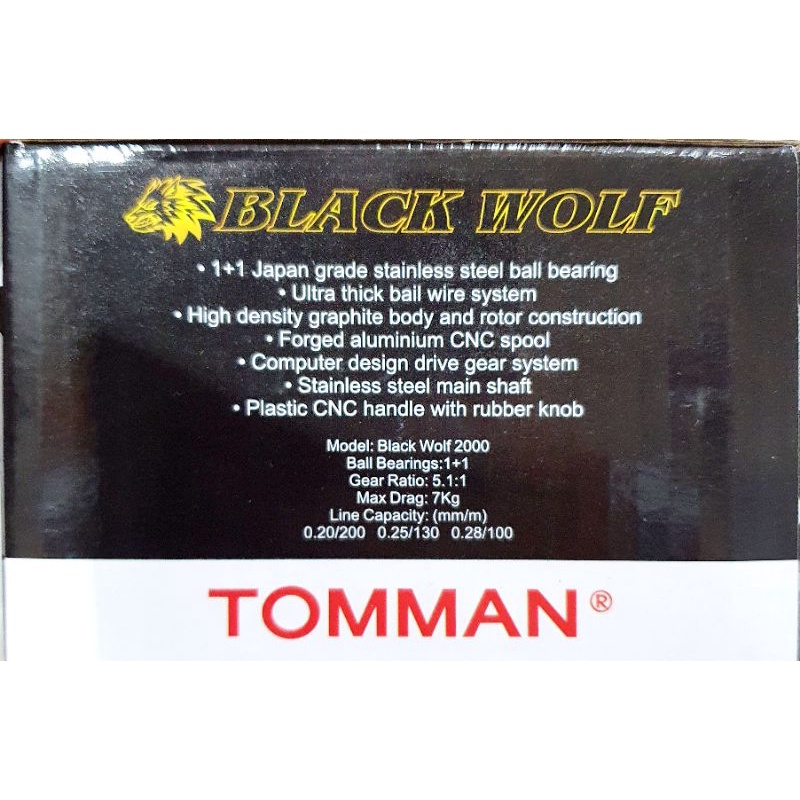 BLACK WOLF
• 1+1 Japan grade stainless steel ball bearing
• Ultra thick bail wire system
• High density graphite body and rotor construction
• Forged aluminium CNC spool
• Computer design drive gear system
• Stainless steel main shaft
• Plastic CNC handle with rubber knob
Model: Black Wolf 2000
Ball Bearings:1+1
Gear Ratio: 5.1:1
Max Drag: 7Kg
Line Capacity: (mm/m)
0.20/200 0.25/130 0.28/100
TOMMAN®